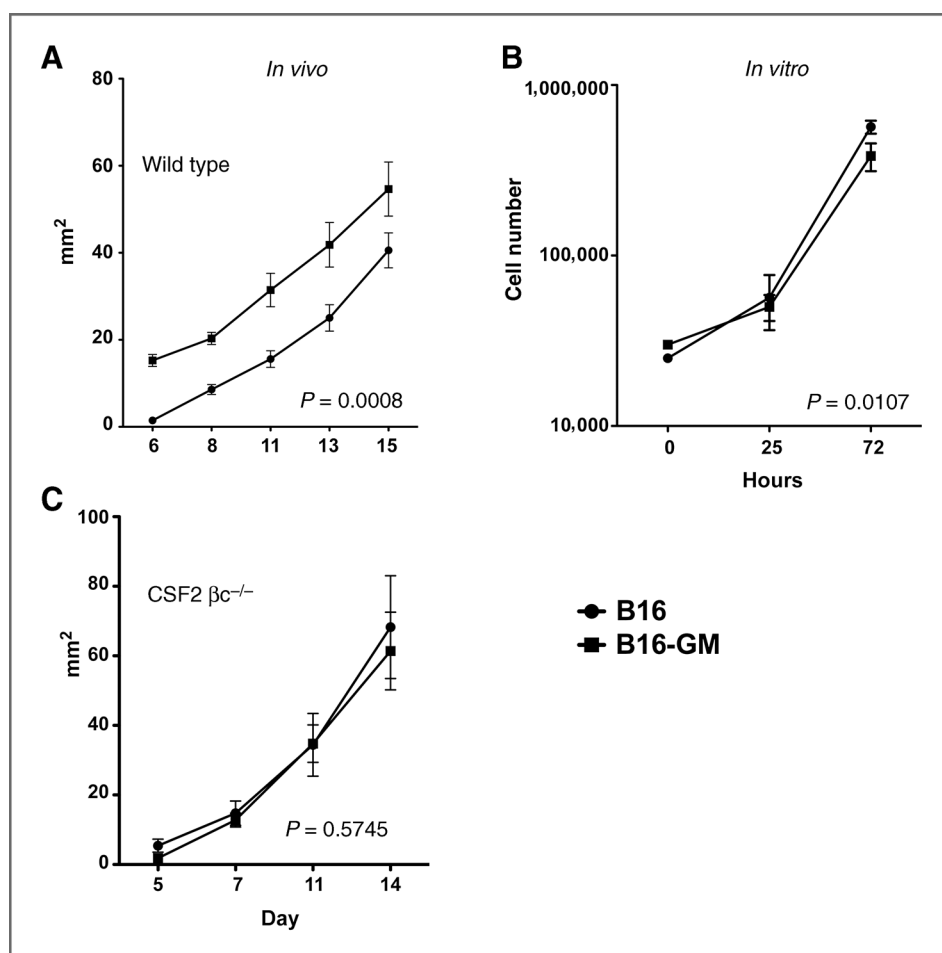 A
In vivo
80
60
40
20
0
mm²
Wild type
P = 0.0008
6 8 11 13 15
B
In vitro
1,000,000
100,000
10,000
Cell number
P = 0.0107
0 25 72
Hours
C
100
80
60
40
20
0
mm²
CSF2 βc⁻/⁻
P = 0.5745
5 7 11 14
Day
B16
B16-GM